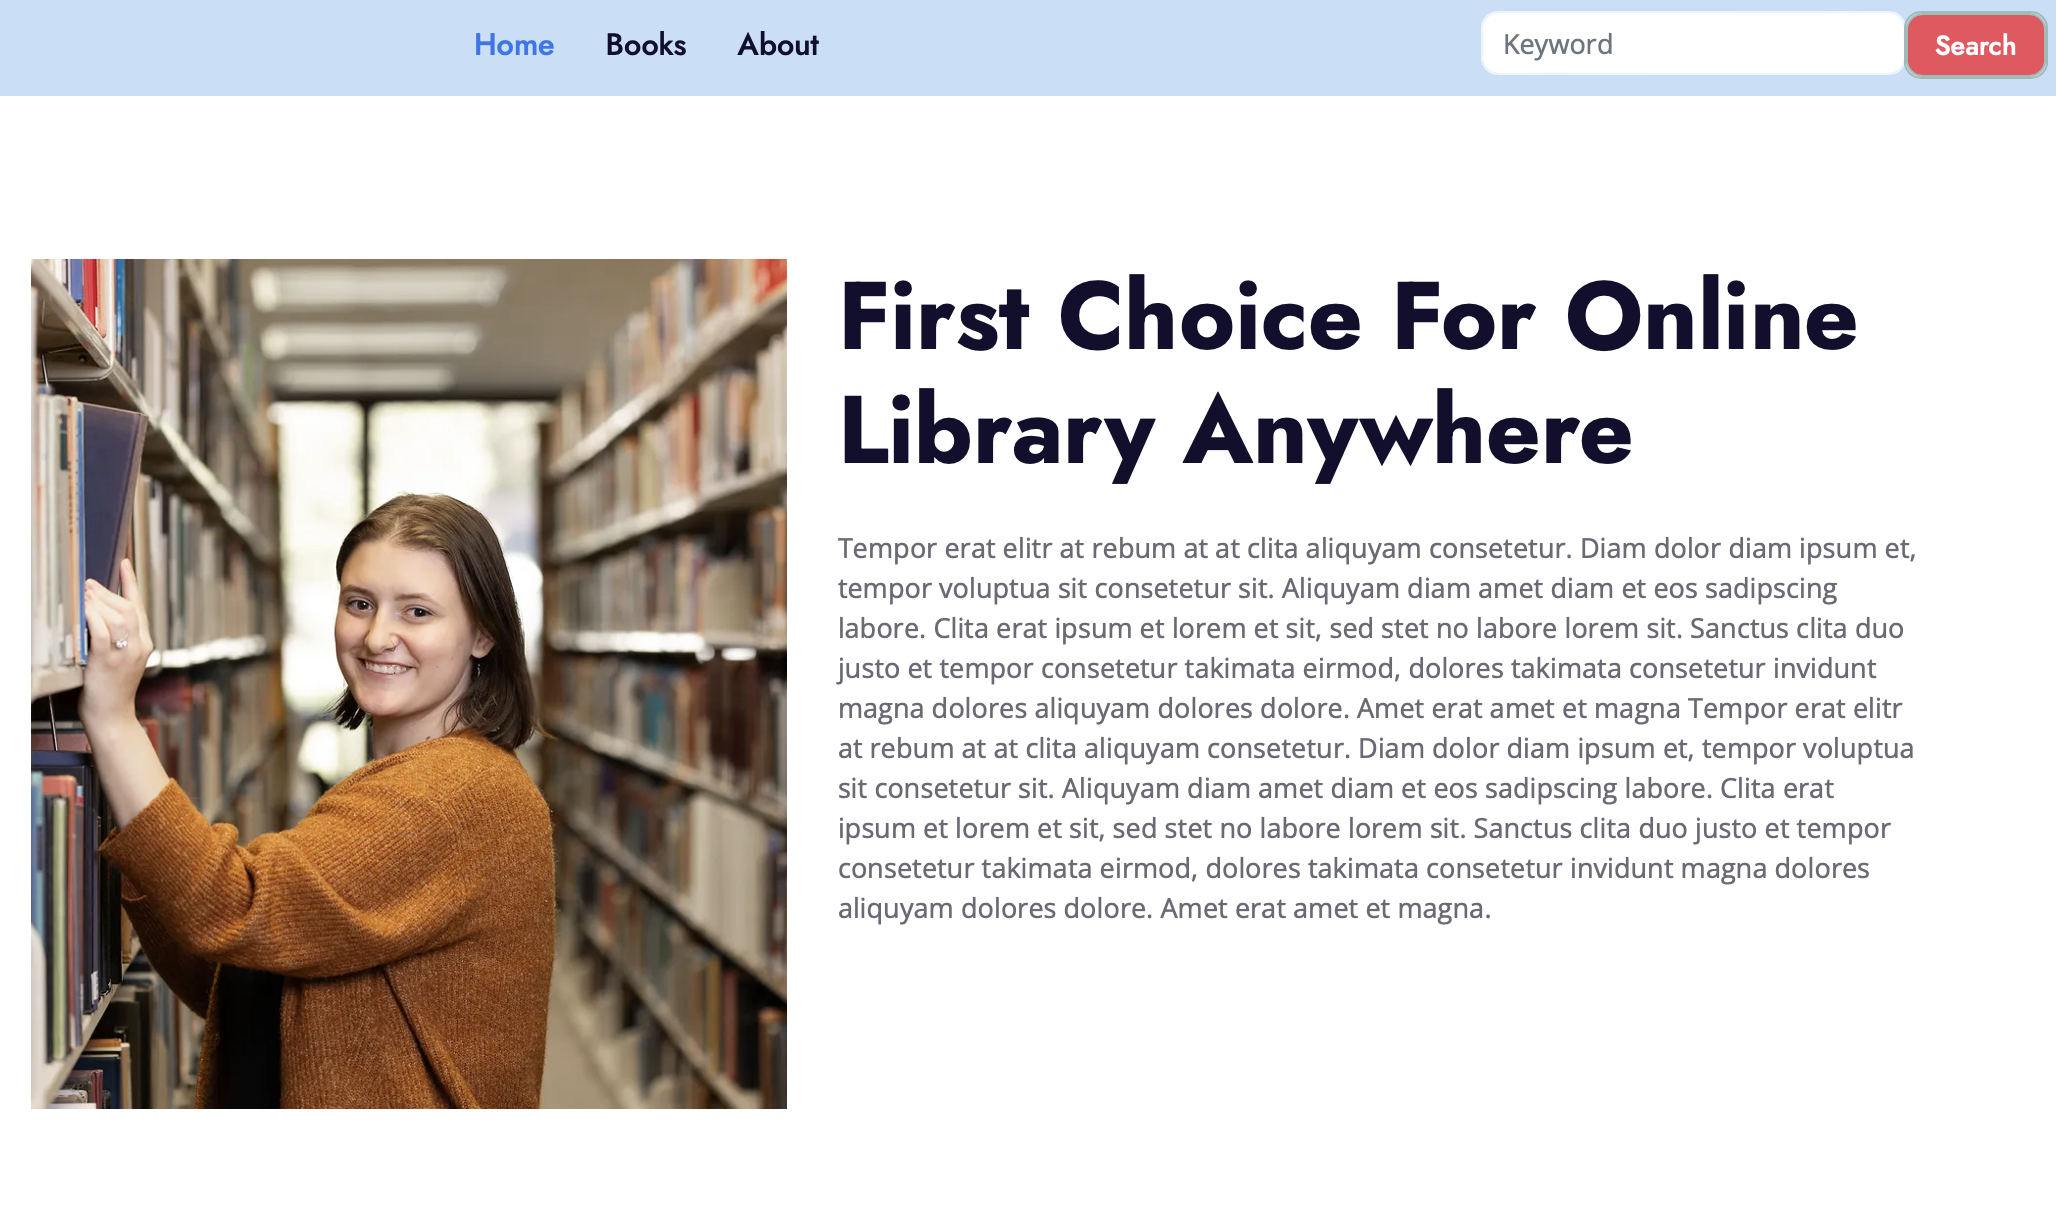 Home Books About Keyword Search
First Choice For Online
Library Anywhere
Tempor erat elitr at rebum at at clita aliquyam consetetur. Diam dolor diam ipsum et,
tempor voluptua sit consetetur sit. Aliquyam diam amet diam et eos sadipscing
labore. Clita erat ipsum et lorem et sit, sed stet no labore lorem sit. Sanctus clita duo
justo et tempor consetetur takimata eirmod, dolores takimata consetetur invidunt
magna dolores aliquyam dolores dolore. Amet erat amet et magna Tempor erat elitr
at rebum at at clita aliquyam consetetur. Diam dolor diam ipsum et, tempor voluptua
sit consetetur sit. Aliquyam diam amet diam et eos sadipscing labore. Clita erat
ipsum et lorem et sit, sed stet no labore lorem sit. Sanctus clita duo justo et tempor
consetetur takimata eirmod, dolores takimata consetetur invidunt magna dolores
aliquyam dolores dolore. Amet erat amet et magna.